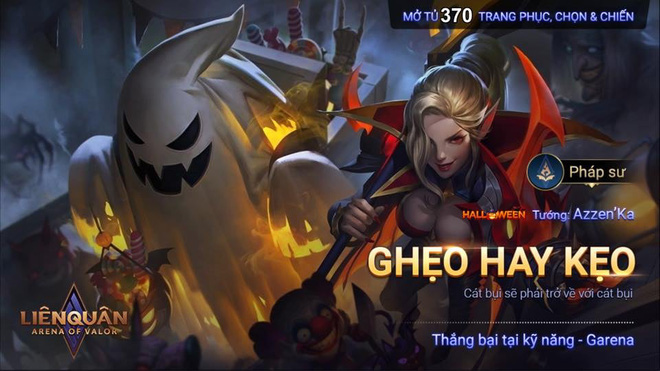 MỞ TỦ 370 TRANG PHỤC, CHỌN & CHIẾN
Pháp sư
HALLOWEEN Tướng: Azzen'Ka
GHẸO HAY KẸO
Cát bụi sẽ phải trở về với cát bụi
LIÊNQUÂN
ARENA OF VALOR
Thắng bại tại kỹ năng - Garena